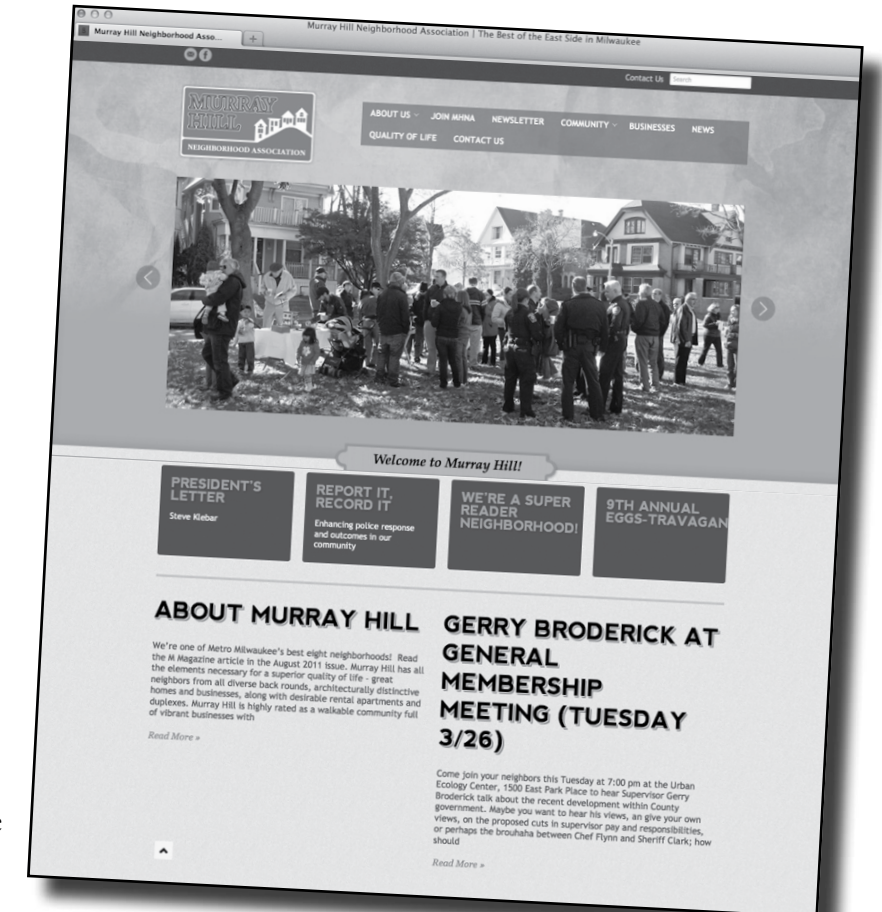 Murray Hill Neighborhood Association | The Best of the East Side in Milwaukee
Murray Hill Neighborhood Asso...
Contact Us Search
MURRAY
HILL
NEIGHBORHOOD ASSOCIATION
ABOUT US JOIN MHNA NEWSLETTER COMMUNITY BUSINESSES NEWS
QUALITY OF LIFE CONTACT US
Welcome to Murray Hill!
PRESIDENT'S
LETTER
Steve Klebar
REPORT IT,
RECORD IT
Enhancing police response
and outcomes in our
community
WE'RE A SUPER
READER
NEIGHBORHOOD!
9TH ANNUAL
EGGS-TRAVAGAN
ABOUT MURRAY HILL
We're one of Metro Milwaukee's best eight neighborhoods! Read
the M Magazine article in the August 2011 issue. Murray Hill has all
the elements necessary for a superior quality of life - great
neighbors from all diverse back rounds, architecturally distinctive
homes and businesses, along with desirable rental apartments and
duplexes. Murray Hill is highly rated as a walkable community full
of vibrant businesses with
Read More »
GERRY BRODERICK AT
GENERAL
MEMBERSHIP
MEETING (TUESDAY
3/26)
Come join your neighbors this Tuesday at 7:00 pm at the Urban
Ecology Center, 1500 East Park Place to hear Supervisor Gerry
Broderick talk about the recent development within County
government. Maybe you want to hear his views, an give your own
views, on the proposed cuts in supervisor pay and responsibilities,
or perhaps the brouhaha between Chef Flynn and Sheriff Clark; how
should
Read More »